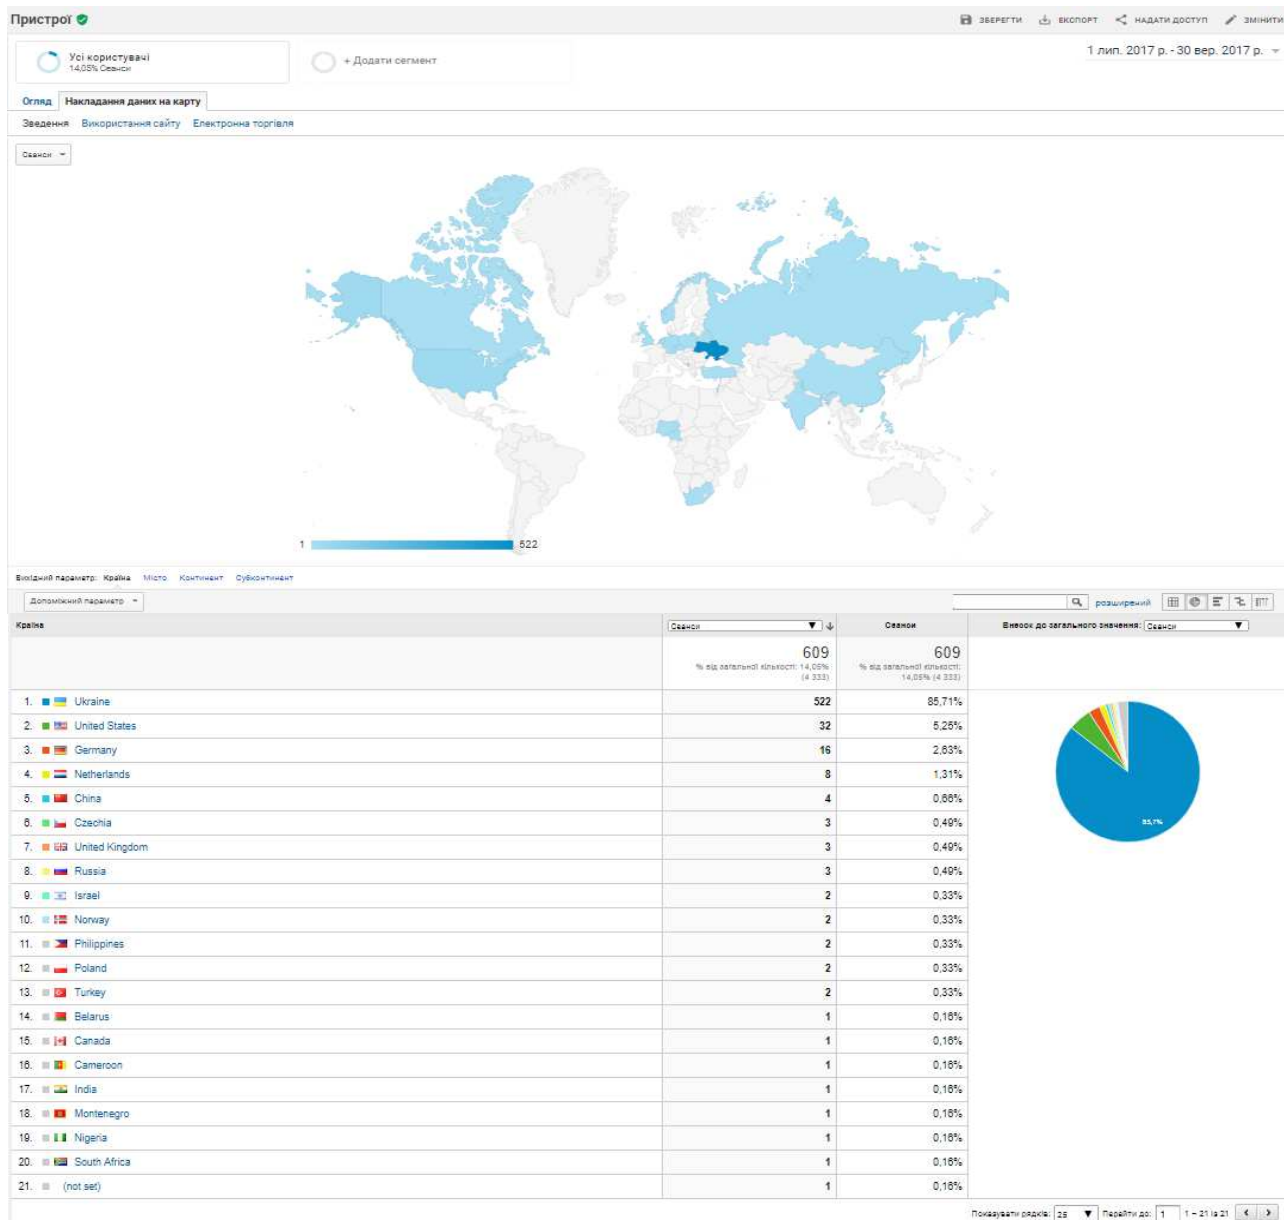 Пристрої
ЗБЕРЕГТИ ЕКСПОРТ НАДАТИ ДОСТУП ЗМІНИТИ
Усі користувачі
14,05% Сеанси
+ Додати сегмент
1 лип. 2017 р. - 30 вер. 2017 р.
Огляд Накладання даних на карту
Зведення Використання сайту Електронна торгівля
Сеанси
1 522
Вихідний параметр: Країна Місто Континент Субконтинент
Допоміжний параметр
розширений
Країна Сеанси Сеанси Внесок до загального значення: Сеанси
609 609
% від загальної кількості: 14,05% (4 333) % від загальної кількості: 14,05% (4 333)
1. Ukraine 522 85,71%
2. United States 32 5,25%
3. Germany 16 2,63%
4. Netherlands 8 1,31%
5. China 4 0,66%
6. Czechia 3 0,49%
7. United Kingdom 3 0,49%
8. Russia 3 0,49%
9. Israel 2 0,33%
10. Norway 2 0,33%
11. Philippines 2 0,33%
12. Poland 2 0,33%
13. Turkey 2 0,33%
14. Belarus 1 0,16%
15. Canada 1 0,16%
16. Cameroon 1 0,16%
17. India 1 0,16%
18. Montenegro 1 0,16%
19. Nigeria 1 0,16%
20. South Africa 1 0,16%
21. (not set) 1 0,16%
85,7%
Показувати рядків: 25 Перейти до: 1 1 – 21 із 21